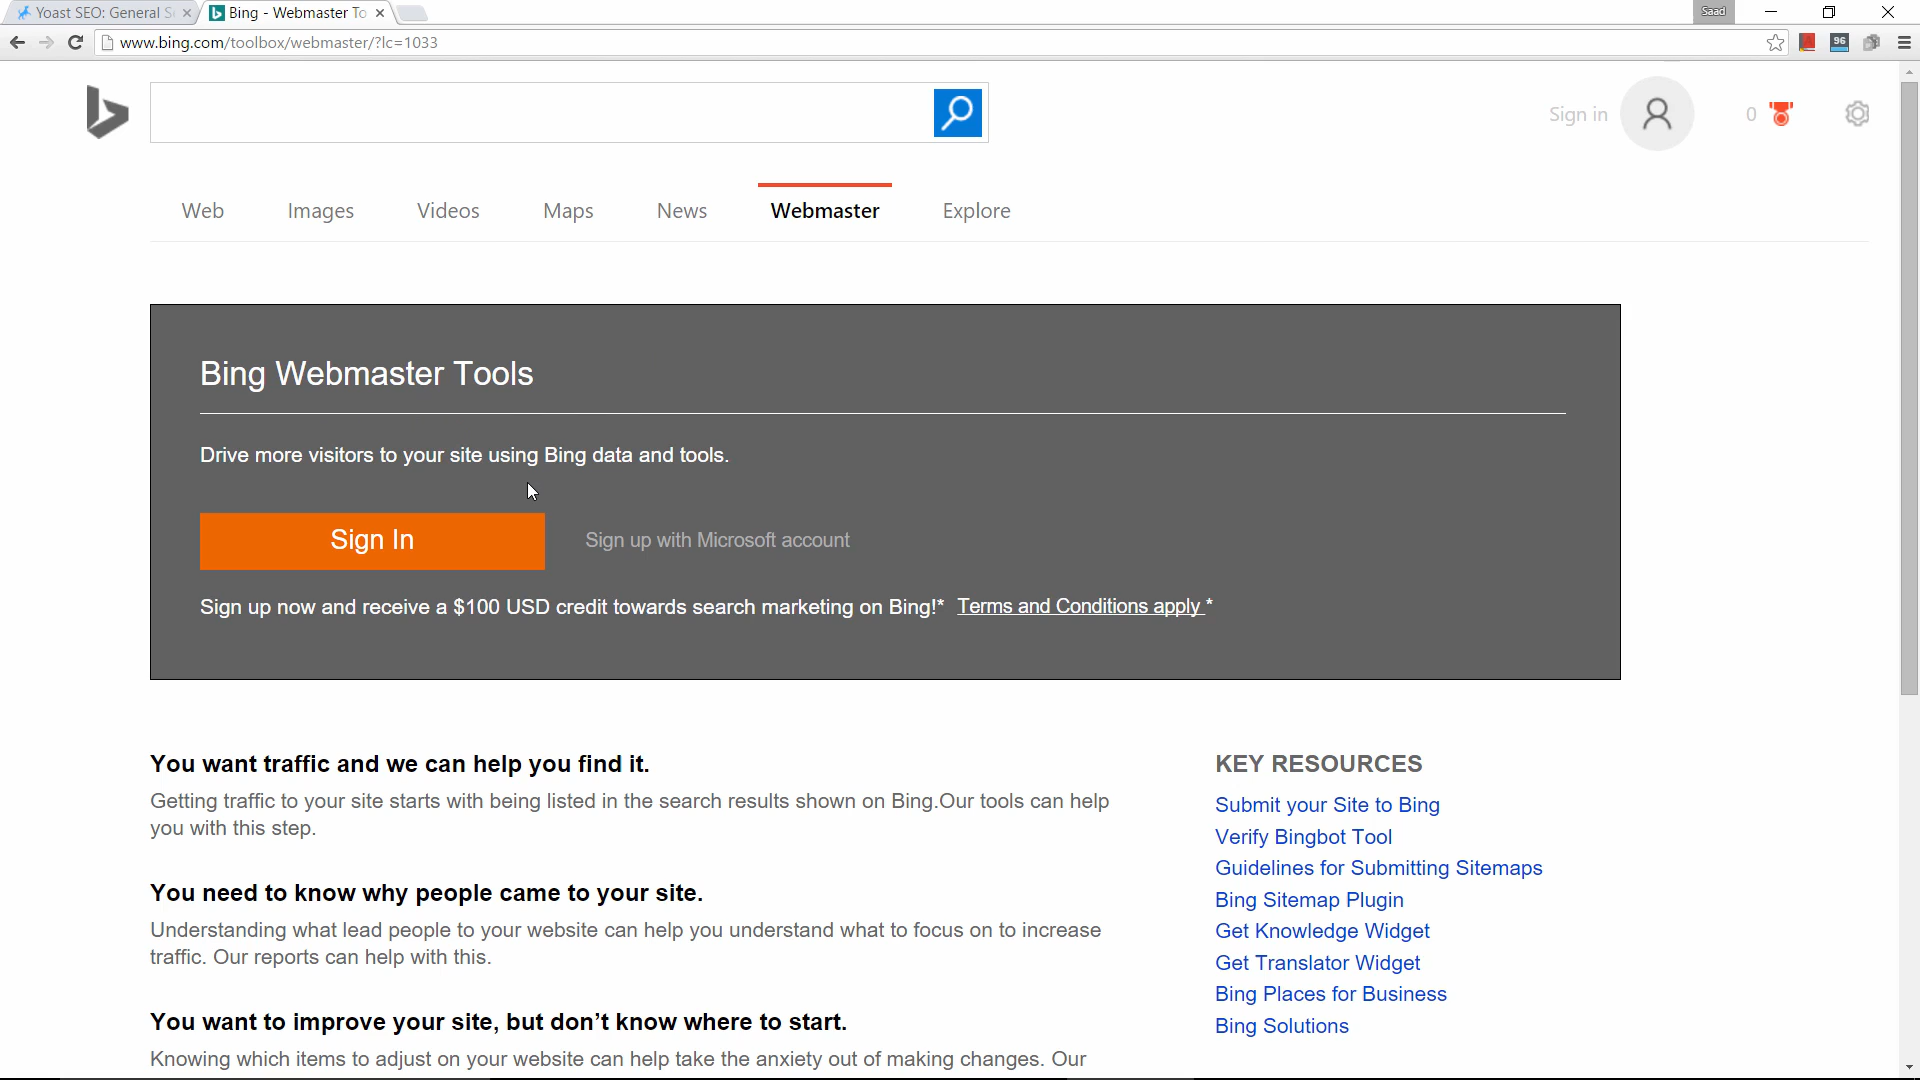 Yoast SEO: General S
Bing - Webmaster To
Saad
www.bing.com/toolbox/webmaster/?lc=1033
96
Sign in
0
Web
Images
Videos
Maps
News
Webmaster
Explore
Bing Webmaster Tools
Drive more visitors to your site using Bing data and tools.
Sign In
Sign up with Microsoft account
Sign up now and receive a $100 USD credit towards search marketing on Bing!* Terms and Conditions apply *
You want traffic and we can help you find it.
Getting traffic to your site starts with being listed in the search results shown on Bing.Our tools can help
you with this step.
You need to know why people came to your site.
Understanding what lead people to your website can help you understand what to focus on to increase
traffic. Our reports can help with this.
You want to improve your site, but don’t know where to start.
Knowing which items to adjust on your website can help take the anxiety out of making changes. Our
KEY RESOURCES
Submit your Site to Bing
Verify Bingbot Tool
Guidelines for Submitting Sitemaps
Bing Sitemap Plugin
Get Knowledge Widget
Get Translator Widget
Bing Places for Business
Bing Solutions